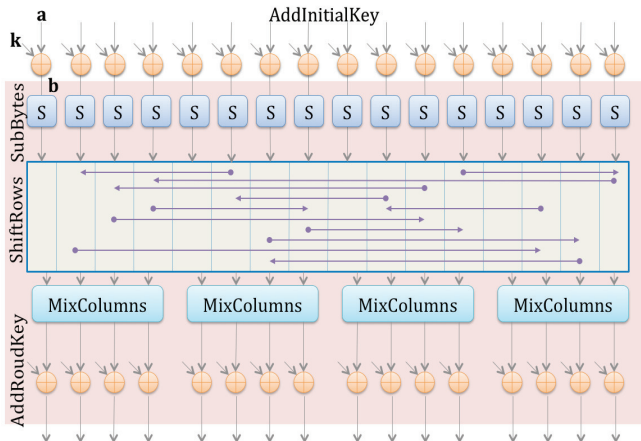 AddInitialKey
a
k
b
SubBytes
S S S S S S S S S S S S S S S S
ShiftRows
MixColumns MixColumns MixColumns MixColumns
AddRoudKey